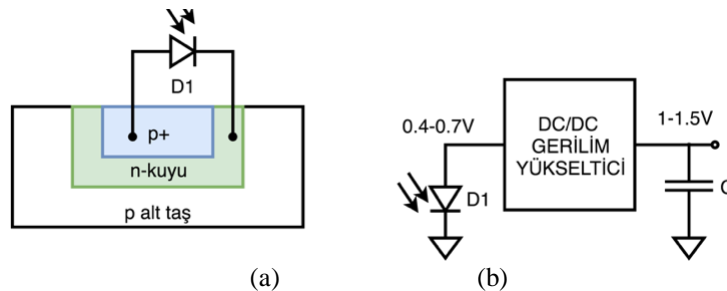 D1
p+
n-kuyu
p alt taş
(a)
0.4-0.7V
DC/DC
GERİLİM
YÜKSELTİCİ
1-1.5V
D1
C
(b)